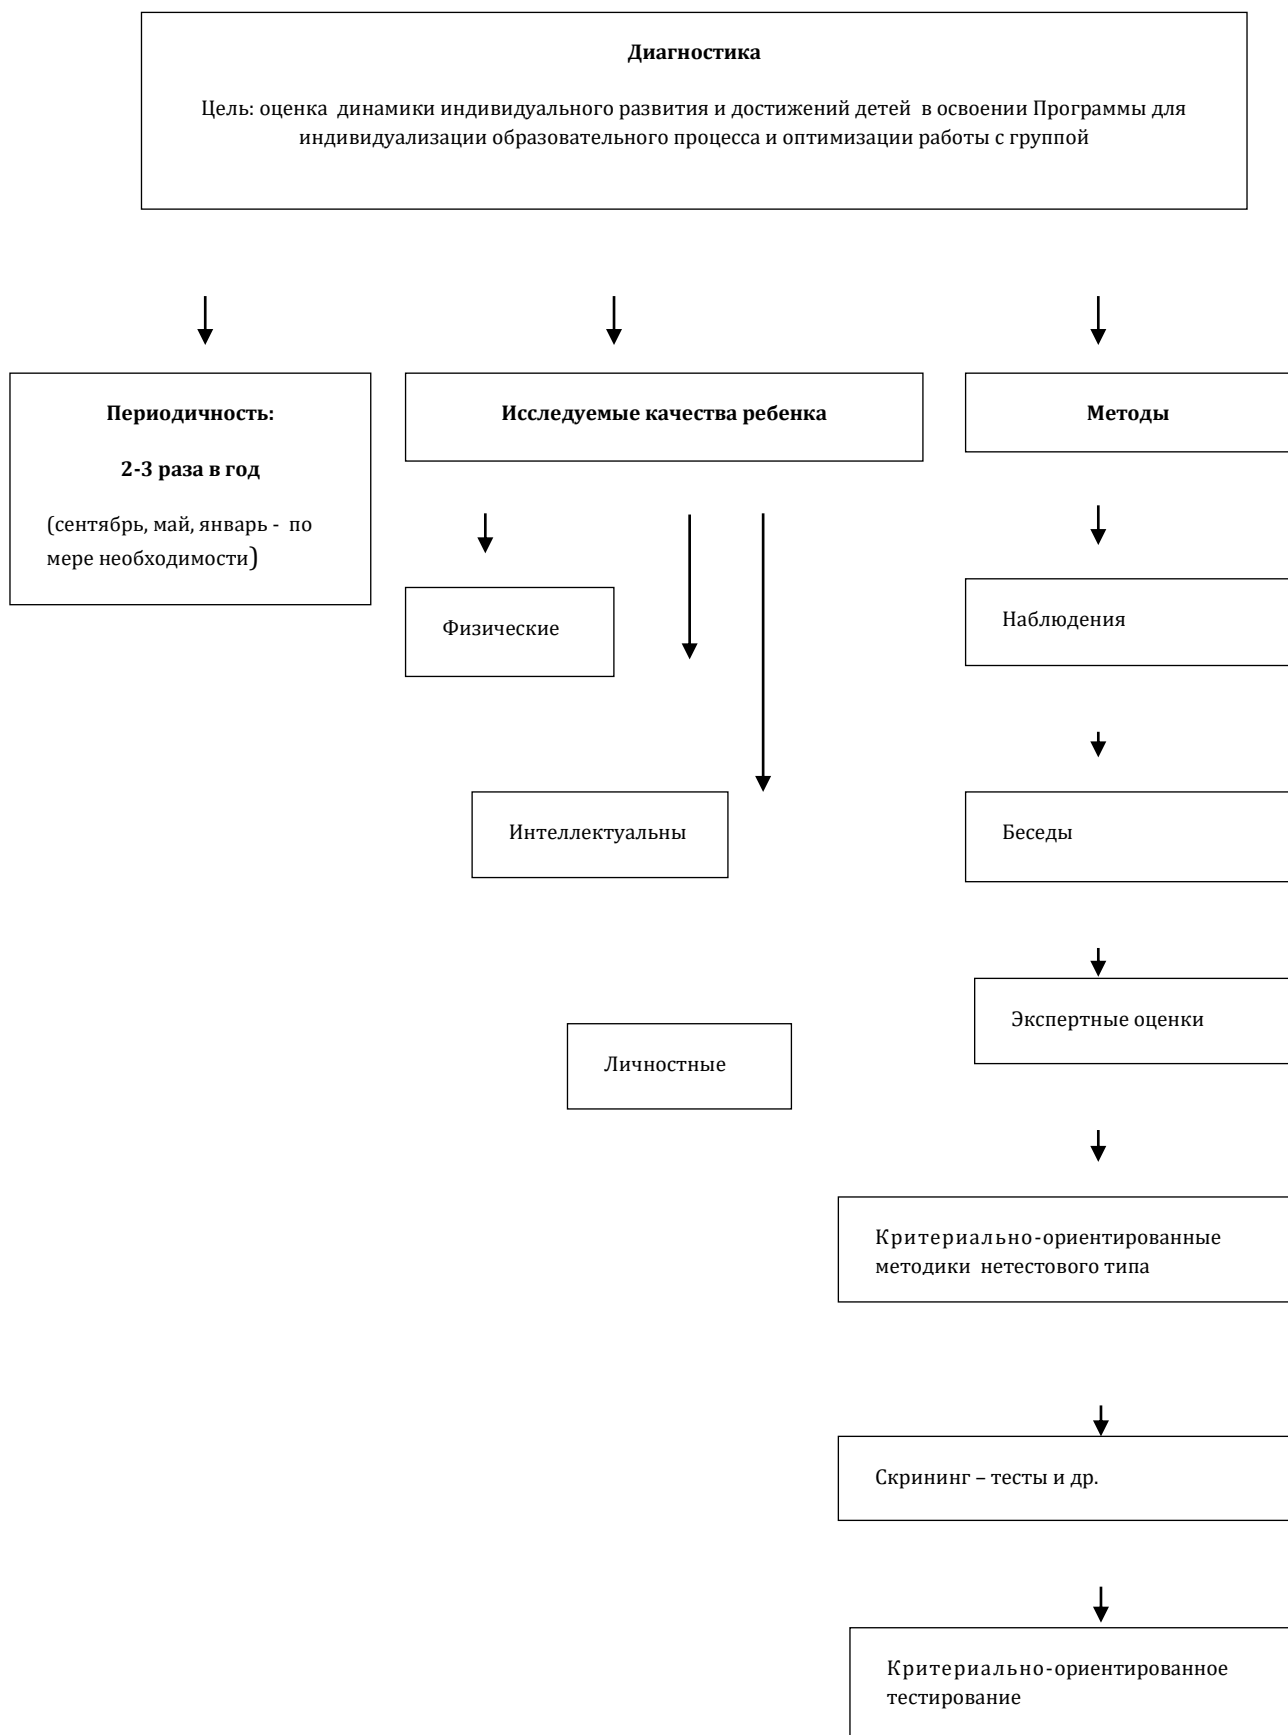 Диагностика
Цель: оценка динамики индивидуального развития и достижений детей в освоении Программы для
индивидуализации образовательного процесса и оптимизации работы с группой
Периодичность:
2-3 раза в год
(сентябрь, май, январь - по
мере необходимости)
Исследуемые качества ребенка
Физические
Интеллектуальны
Личностные
Методы
Наблюдения
Беседы
Экспертные оценки
Критериально-ориентированные
методики нетестового типа
Скрининг – тесты и др.
Критериально-ориентированное
тестирование